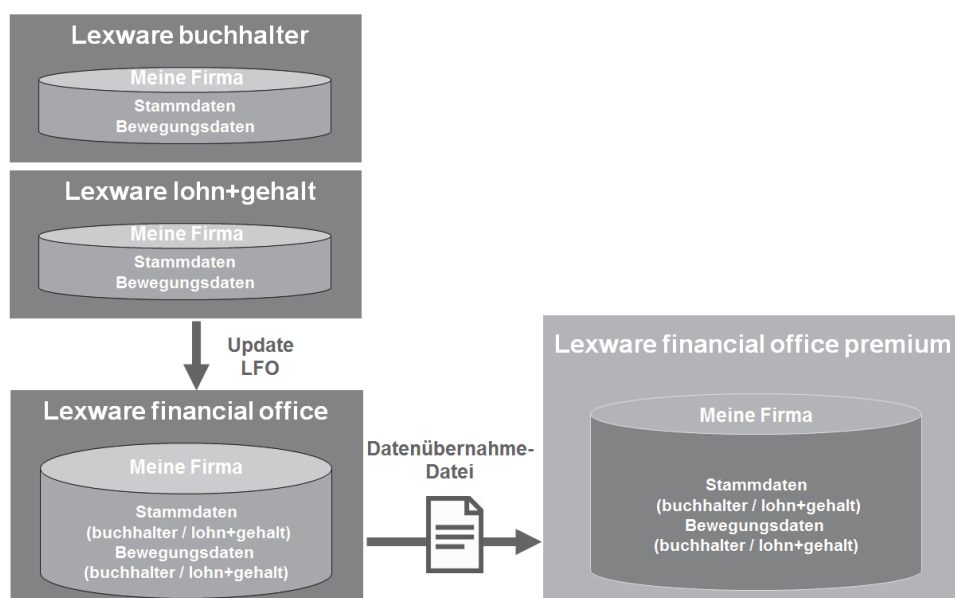 Lexware buchhalter
Meine Firma
Stammdaten
Bewegungsdaten
Lexware lohn+gehalt
Meine Firma
Stammdaten
Bewegungsdaten
Update
LFO
Lexware financial office
Meine Firma
Stammdaten
(buchhalter / lohn+gehalt)
Bewegungsdaten
(buchhalter / lohn+gehalt)
Datenübernahme-
Datei
Lexware financial office premium
Meine Firma
Stammdaten
(buchhalter / lohn+gehalt)
Bewegungsdaten
(buchhalter / lohn+gehalt)